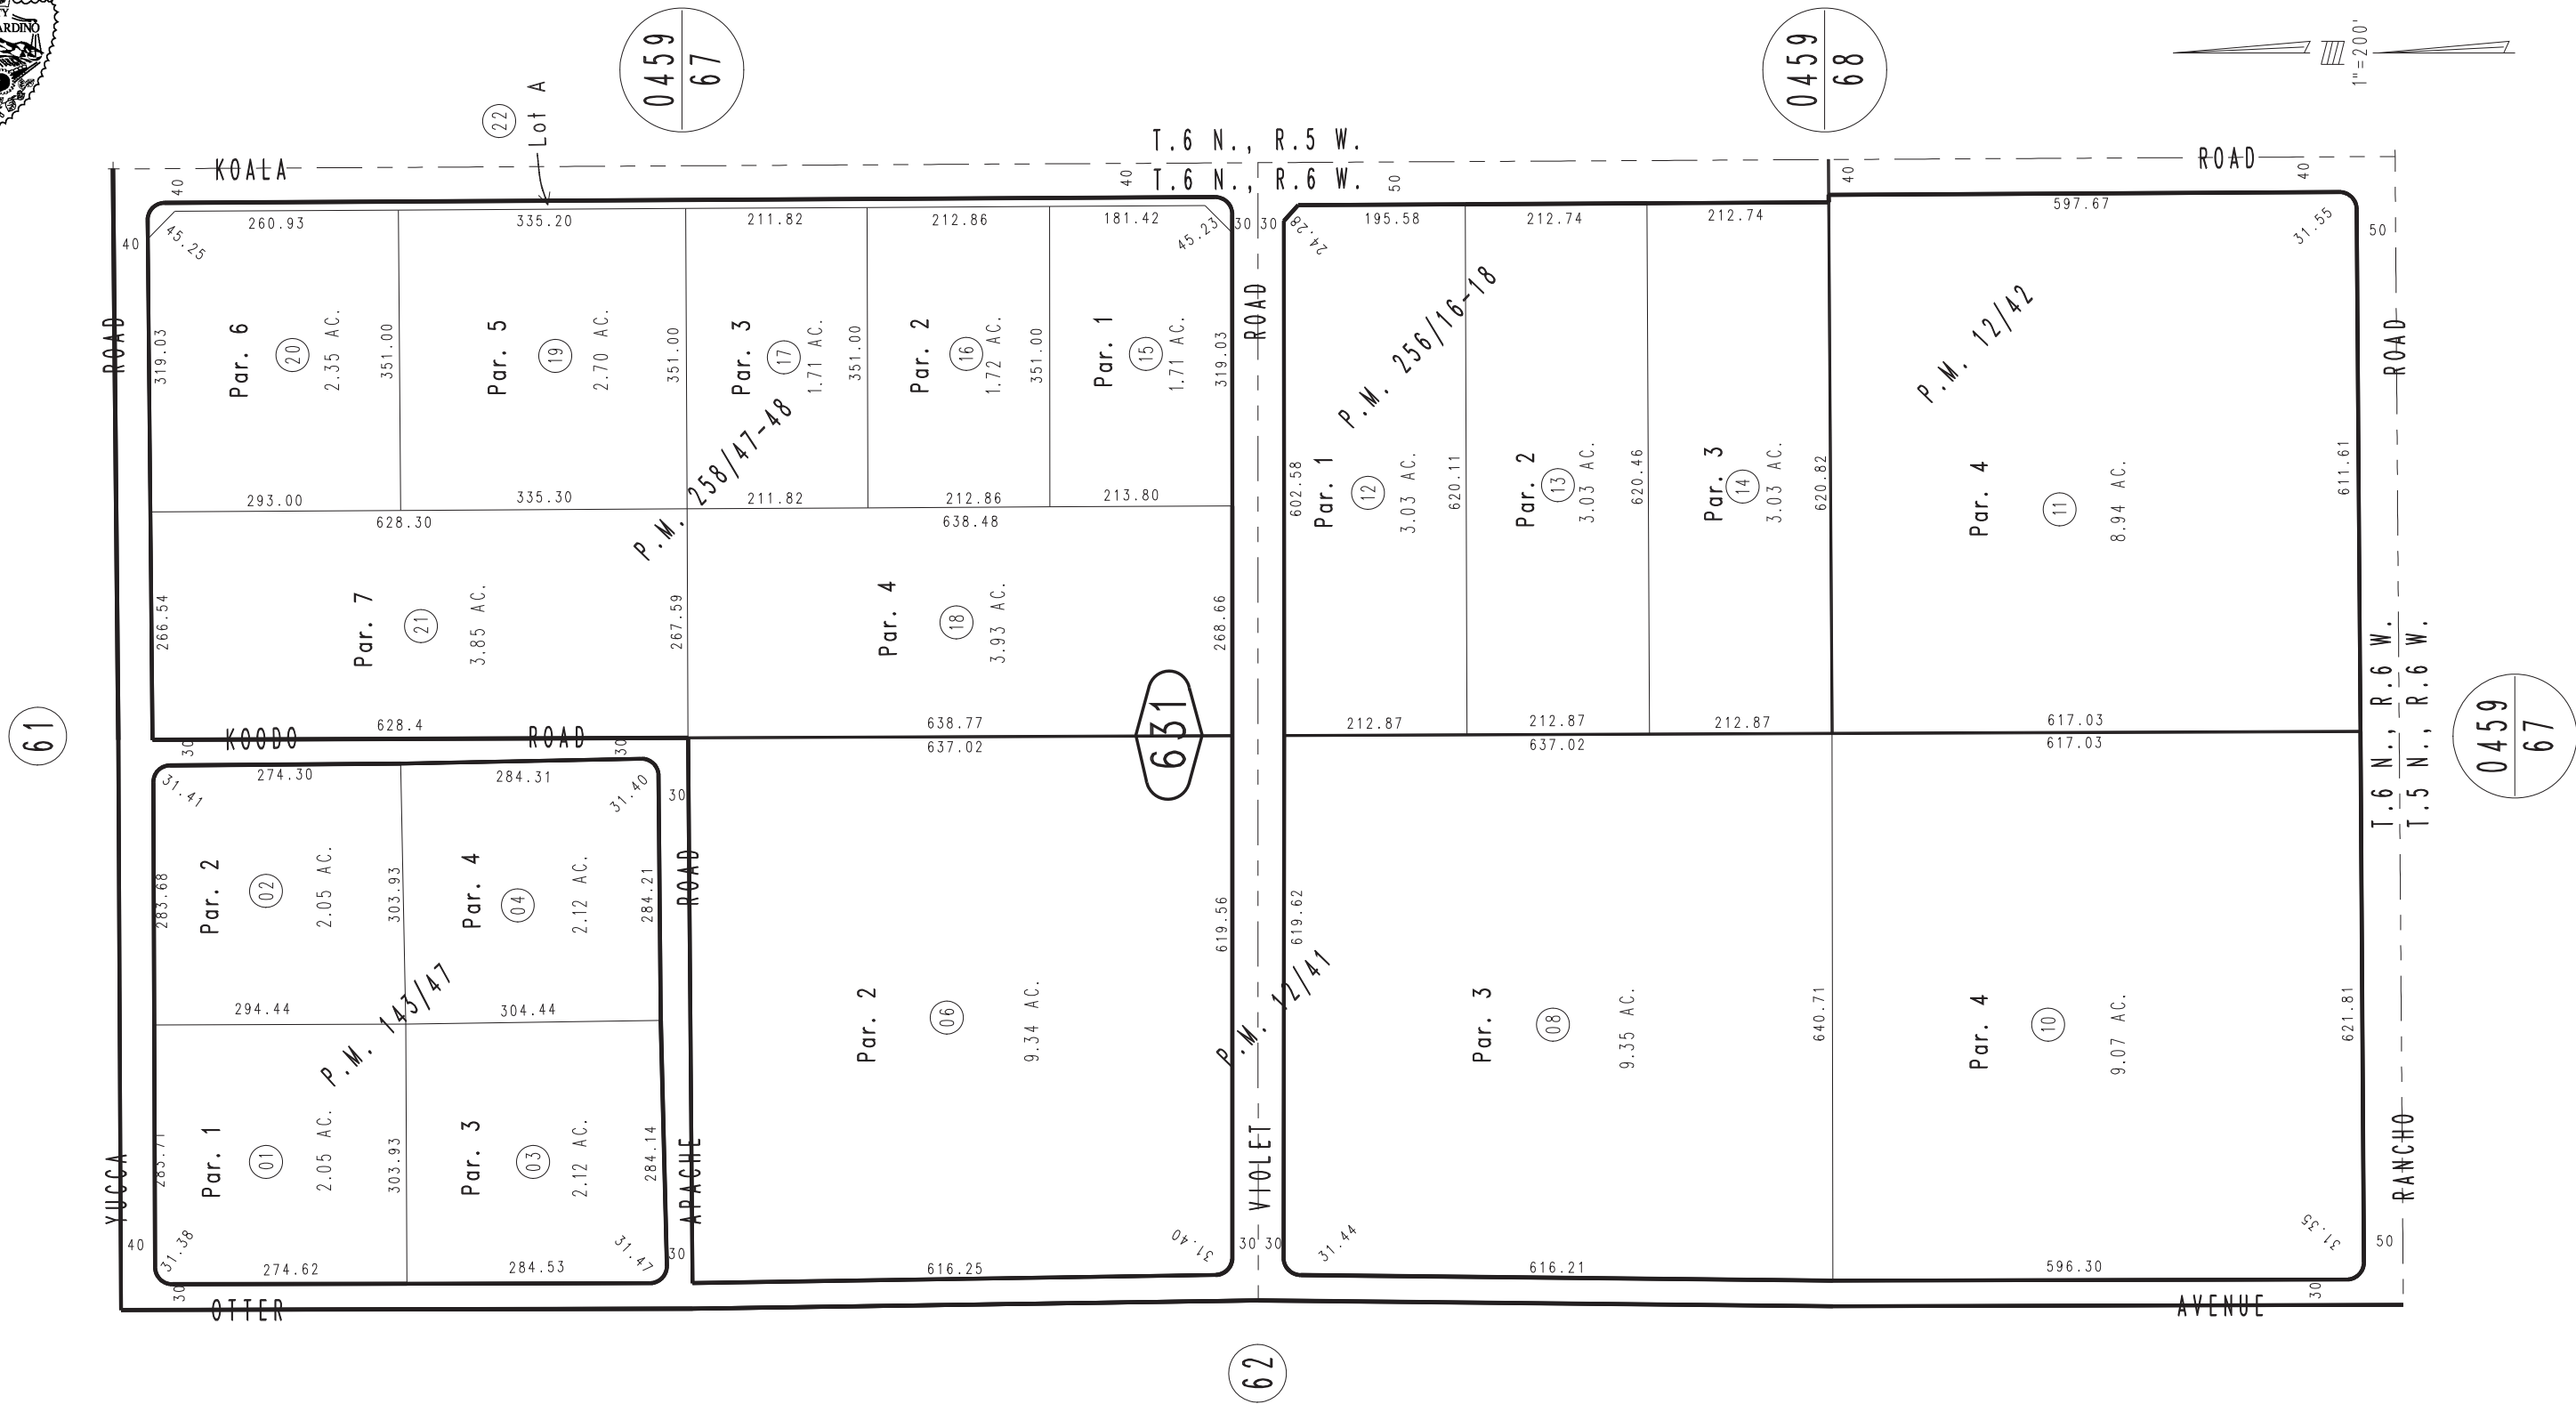 ARDINO
0459
67
0459
68
1"=200'
22
Lot A
T.6 N., R.5 W.
T.6 N., R.6 W.
KOALA
ROAD
40
40
50
40
40
260.93
335.20
211.82
212.86
181.42
195.58
212.74
212.74
597.67
40
45.25
45.23
30
30
24.28
31.55
50
ROAD
319.03
Par. 6
20
2.35 AC.
351.00
Par. 5
19
2.70 AC.
351.00
Par. 3
17
1.71 AC.
351.00
Par. 2
16
1.72 AC.
351.00
Par. 1
15
1.71 AC.
319.03
ROAD
P.M. 256/16-18
P.M. 12/42
ROAD
P.M. 258/47-48
293.00
335.30
211.82
212.86
213.80
628.30
638.48
602.58
Par. 1
12
3.03 AC.
620.11
Par. 2
13
3.03 AC.
620.46
Par. 3
14
3.03 AC.
620.82
Par. 4
11
8.94 AC.
611.61
266.54
Par. 7
21
3.85 AC.
267.59
Par. 4
18
3.93 AC.
268.66
T.6 N., R.6 W.
T.5 N., R.6 W.
61
628.4
638.77
212.87
212.87
212.87
617.03
30
KOODO
ROAD
30
637.02
631
637.02
617.03
0459
67
31.41
274.30
284.31
31.40
30
283.68
Par. 2
02
2.05 AC.
303.93
Par. 4
04
2.12 AC.
284.21
ROAD
619.56
619.62
P.M. 143/47
294.44
304.44
Par. 2
06
9.34 AC.
P.M. 12/41
Par. 3
08
9.35 AC.
640.71
Par. 4
10
9.07 AC.
621.81
YUCCA
283.71
Par. 1
01
2.05 AC.
303.93
Par. 3
03
2.12 AC.
284.14
APACHE
VIOLET
RANCHO
40
31.38
31.47
30
31.40
30
30
31.44
31.35
50
274.62
284.53
616.25
616.21
596.30
30
OTTER
30
AVENUE
62